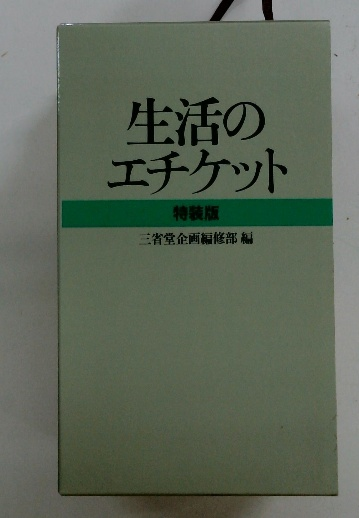 生活の
エチケット
特装版
三省堂企画編修部 編